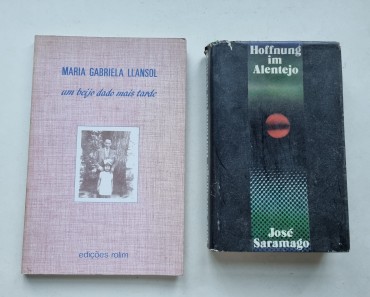 MARIA GABRIELA LLANSOL
um beijo dado mais tarde
edições rolim
Hoffnung
im
Alentejo
José
Saramago